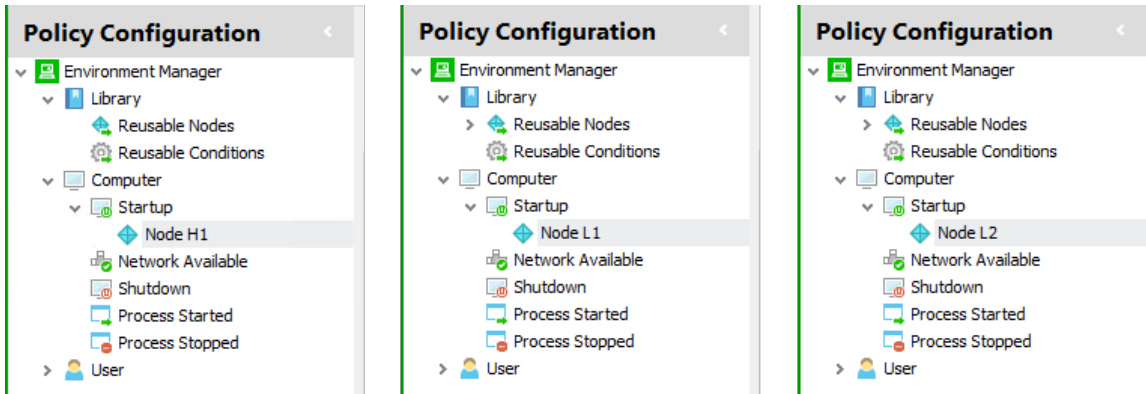 Policy Configuration
Environment Manager
Library
Reusable Nodes
Reusable Conditions
Computer
Startup
Node H1
Network Available
Shutdown
Process Started
Process Stopped
User
Policy Configuration
Environment Manager
Library
Reusable Nodes
Reusable Conditions
Computer
Startup
Node L1
Network Available
Shutdown
Process Started
Process Stopped
User
Policy Configuration
Environment Manager
Library
Reusable Nodes
Reusable Conditions
Computer
Startup
Node L2
Network Available
Shutdown
Process Started
Process Stopped
User